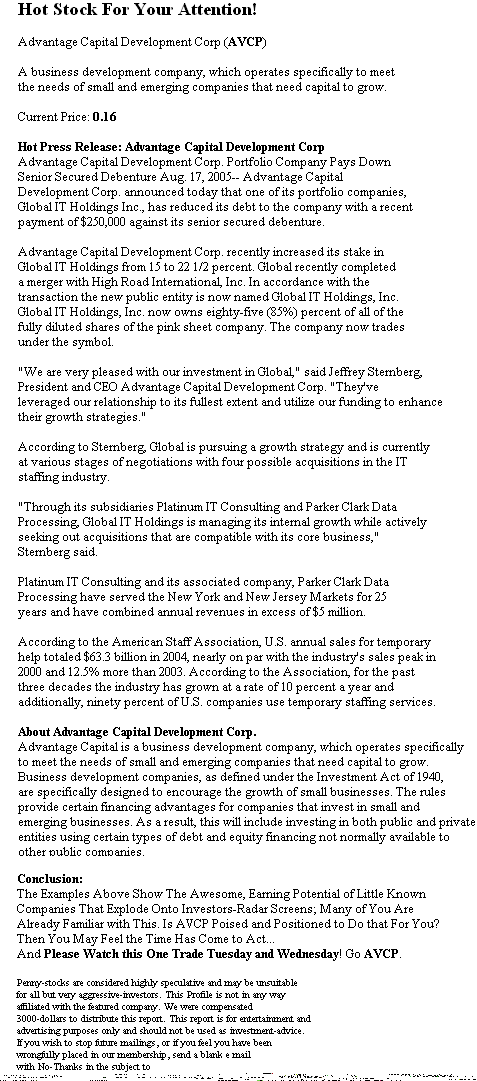 Hot Stock For Your Attention!
Advantage Capital Development Corp (AVCP)
A business development company, which operates specifically to meet
the needs of small and emerging companies that need capital to grow.
Current Price: 0.16
Hot Press Release: Advantage Capital Development Corp
Advantage Capital Development Corp. Portfolio Company Pays Down
Senior Secured Debenture Aug. 17, 2005-- Advantage Capital
Development Corp. announced today that one of its portfolio companies,
Global IT Holdings Inc., has reduced its debt to the company with a recent
payment of $250,000 against its senior secured debenture.
Advantage Capital Development Corp. recently increased its stake in
Global IT Holdings from 15 to 22 1/2 percent. Global recently completed
a merger with High Road International, Inc. In accordance with the
transaction the new public entity is now named Global IT Holdings, Inc.
Global IT Holdings, Inc. now owns eighty-five (85%) percent of all of the
fully diluted shares of the pink sheet company. The company now trades
under the symbol.
"We are very pleased with our investment in Global," said Jeffrey Sternberg,
President and CEO Advantage Capital Development Corp. "They've
leveraged our relationship to its fullest extent and utilize our funding to enhance
their growth strategies."
According to Sternberg, Global is pursuing a growth strategy and is currently
at various stages of negotiations with four possible acquisitions in the IT
staffing industry.
"Through its subsidiaries Platinum IT Consulting and Parker Clark Data
Processing, Global IT Holdings is managing its internal growth while actively
seeking out acquisitions that are compatible with its core business,"
Sternberg said.
Platinum IT Consulting and its associated company, Parker Clark Data
Processing have served the New York and New Jersey Markets for 25
years and have combined annual revenues in excess of $5 million.
According to the American Staff Association, U.S. annual sales for temporary
help totaled $63.3 billion in 2004, nearly on par with the industry's sales peak in
2000 and 12.5% more than 2003. According to the Association, for the past
three decades the industry has grown at a rate of 10 percent a year and
additionally, ninety percent of U.S. companies use temporary staffing services.
About Advantage Capital Development Corp.
Advantage Capital is a business development company, which operates specifically
to meet the needs of small and emerging companies that need capital to grow.
Business development companies, as defined under the Investment Act of 1940,
are specifically designed to encourage the growth of small businesses. The rules
provide certain financing advantages for companies that invest in small and
emerging businesses. As a result, this will include investing in both public and private
entities using certain types of debt and equity financing not normally available to
other public companies.
Conclusion:
The Examples Above Show The Awesome, Earning Potential of Little Known
Companies That Explode Onto Investors-Radar Screens; Many of You Are
Already Familiar with This. Is AVCP Poised and Positioned to Do that For You?
Then You May Feel the Time Has Come to Act...
And Please Watch this One Trade Tuesday and Wednesday! Go AVCP.
Penny-stocks are considered highly speculative and may be unsuitable
for all but very aggressive-investors. This Profile is not in any way
affiliated with the featured company. We were compensated
3000-dollars to distribute this report. This report is for entertainment and
advertising purposes only and should not be used as investment-advice.
If you wish to stop future mailings, or if you feel you have been
wrongfully placed in our membership, send a blank e mail
with No-Thanks in the subject to